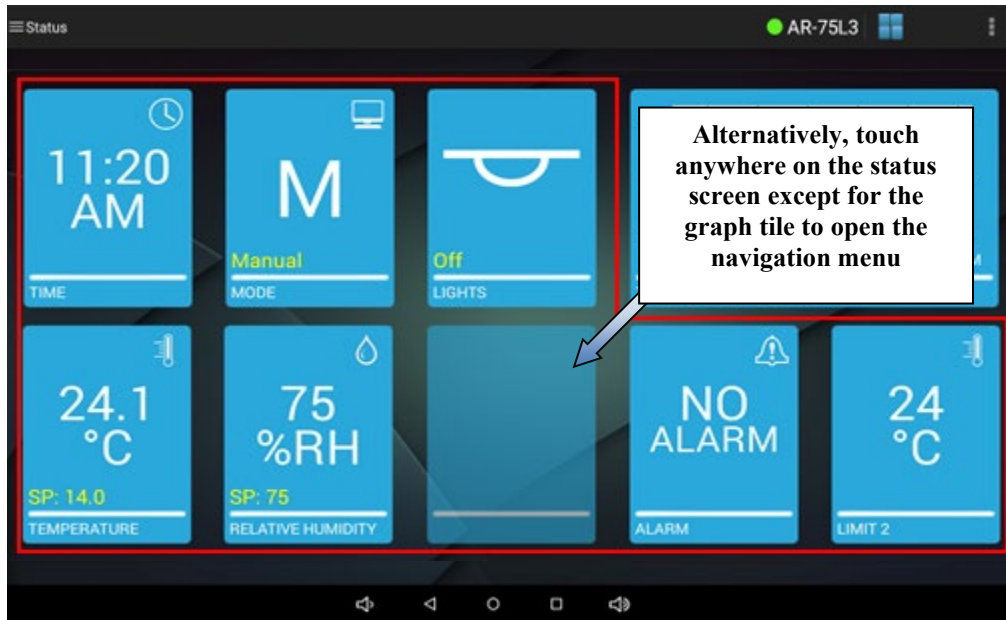 Status
AR-75L3
11:20
AM
TIME
M
Manual
MODE
Off
LIGHTS
Alternatively, touch
anywhere on the status
screen except for the
graph tile to open the
navigation menu
24.1
°C
SP: 14.0
TEMPERATURE
75
%RH
SP: 75
RELATIVE HUMIDITY
NO
ALARM
ALARM
24
°C
LIMIT 2